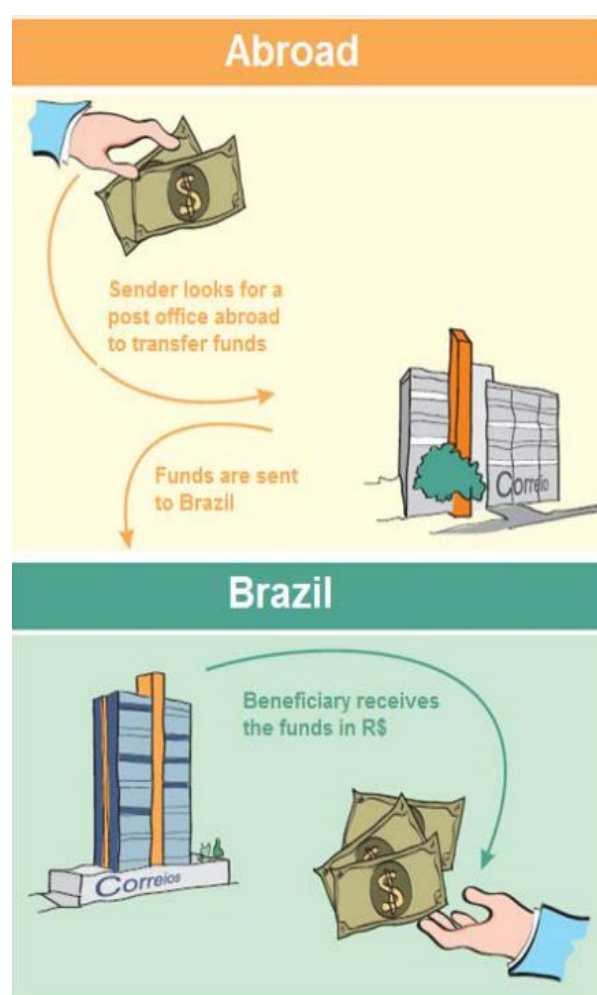 Abroad
$
Sender looks for a
post office abroad
to transfer funds
Correio
Funds are sent
to Brazil
Brazil
Beneficiary receives
the funds in R$
$
Correios